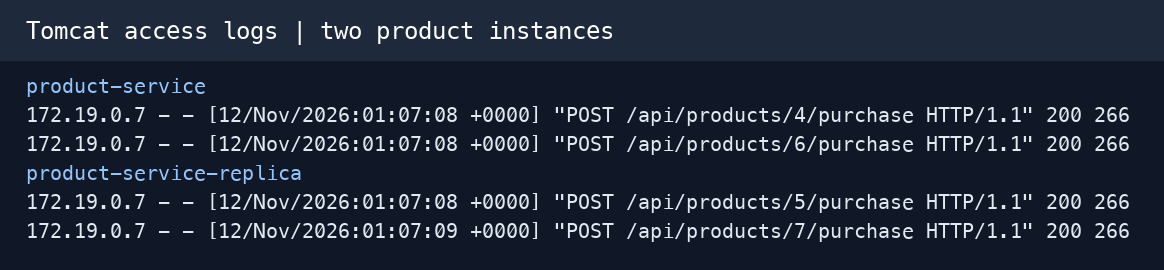 Tomcat access logs | two product instances
product-service
172.19.0.7 - - [12/Nov/2026:01:07:08 +0000] "POST /api/products/4/purchase HTTP/1.1" 200 266
172.19.0.7 - - [12/Nov/2026:01:07:08 +0000] "POST /api/products/6/purchase HTTP/1.1" 200 266
product-service-replica
172.19.0.7 - - [12/Nov/2026:01:07:08 +0000] "POST /api/products/5/purchase HTTP/1.1" 200 266
172.19.0.7 - - [12/Nov/2026:01:07:09 +0000] "POST /api/products/7/purchase HTTP/1.1" 200 266